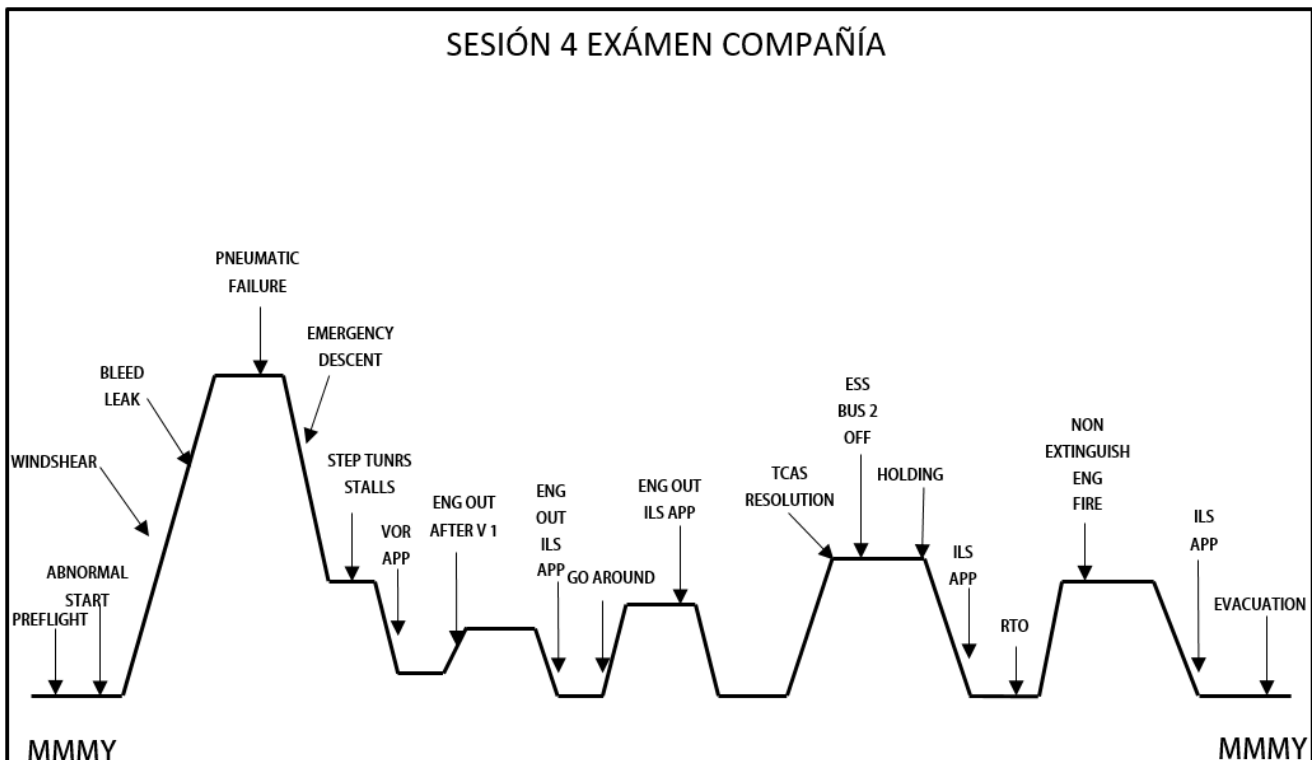 SESIÓN 4 EXÁMEN COMPAÑÍA
PREFLIGHT
ABNORMAL
START
WINDSHEAR
BLEED
LEAK
PNEUMATIC
FAILURE
EMERGENCY
DESCENT
STEP TUNRS
STALLS
VOR
APP
ENG OUT
AFTER V 1
ENG
OUT
ILS
APP
GO AROUND
ENG OUT
ILS APP
TCAS
RESOLUTION
ESS
BUS 2
OFF
HOLDING
ILS
APP
RTO
NON
EXTINGUISH
ENG
FIRE
ILS
APP
EVACUATION
MMMY
MMMY